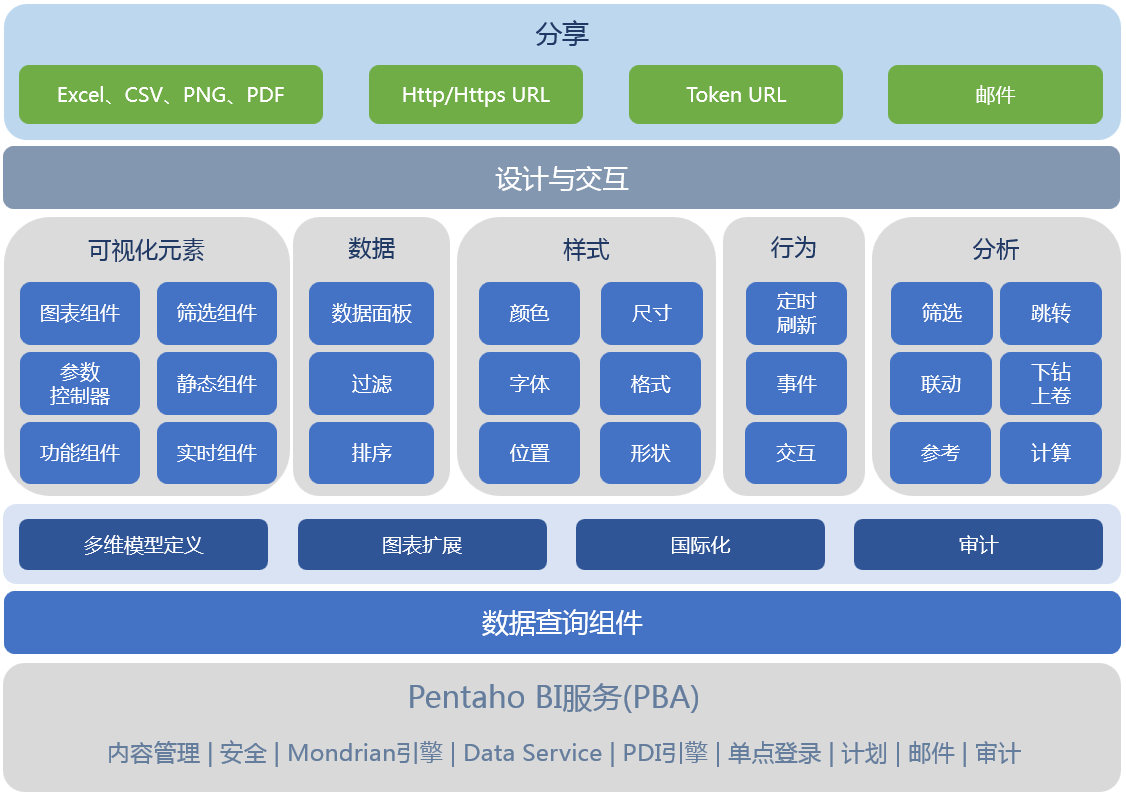 分享
Excel、CSV、PNG、PDF
Http/Https URL
Token URL
邮件
设计与交互
可视化元素
图表组件
筛选组件
参数
控制器
静态组件
功能组件
实时组件
数据
数据面板
过滤
排序
样式
颜色
尺寸
字体
格式
位置
形状
行为
定时
刷新
事件
交互
分析
筛选
跳转
联动
下钻
上卷
参考
计算
多维模型定义
图表扩展
国际化
审计
数据查询组件
Pentaho BI服务(PBA)
内容管理 | 安全 | Mondrian引擎 | Data Service | PDI引擎 | 单点登录 | 计划 | 邮件 | 审计